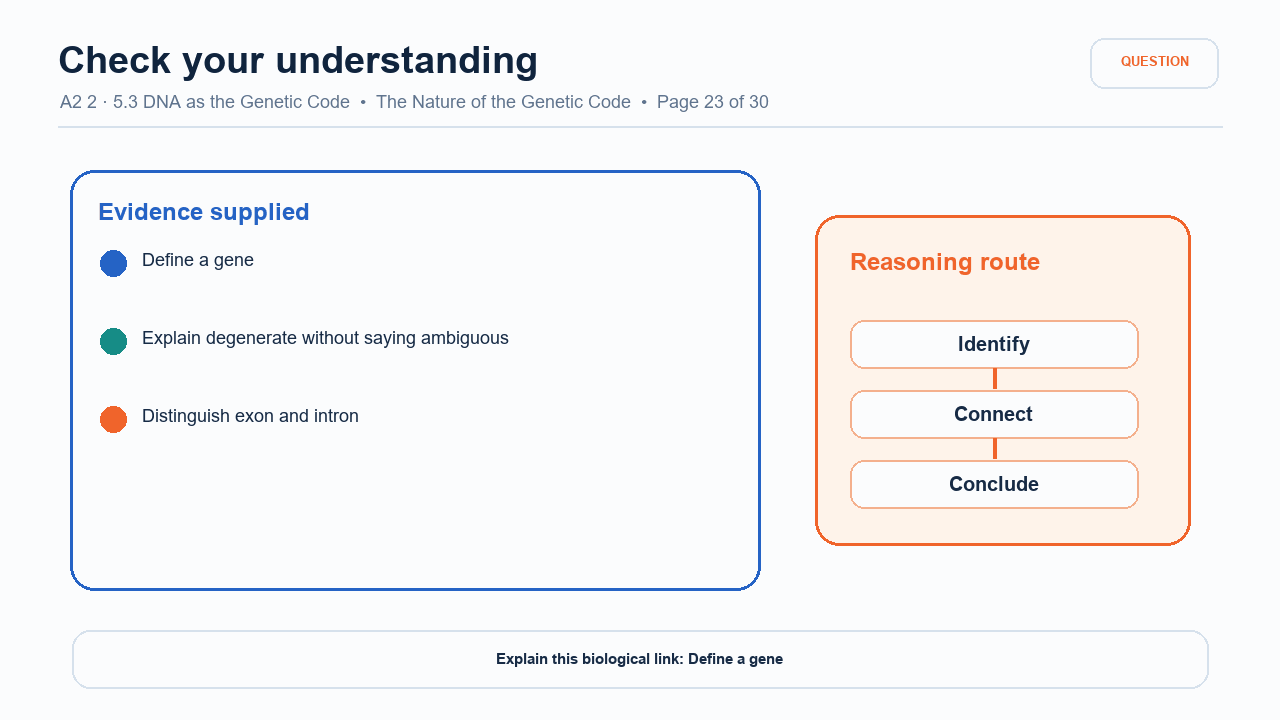 Check your understanding
QUESTION
A2 2 · 5.3 DNA as the Genetic Code • The Nature of the Genetic Code • Page 23 of 30
Evidence supplied
Define a gene
Explain degenerate without saying ambiguous
Distinguish exon and intron
Reasoning route
Identify
Connect
Conclude
Explain this biological link: Define a gene